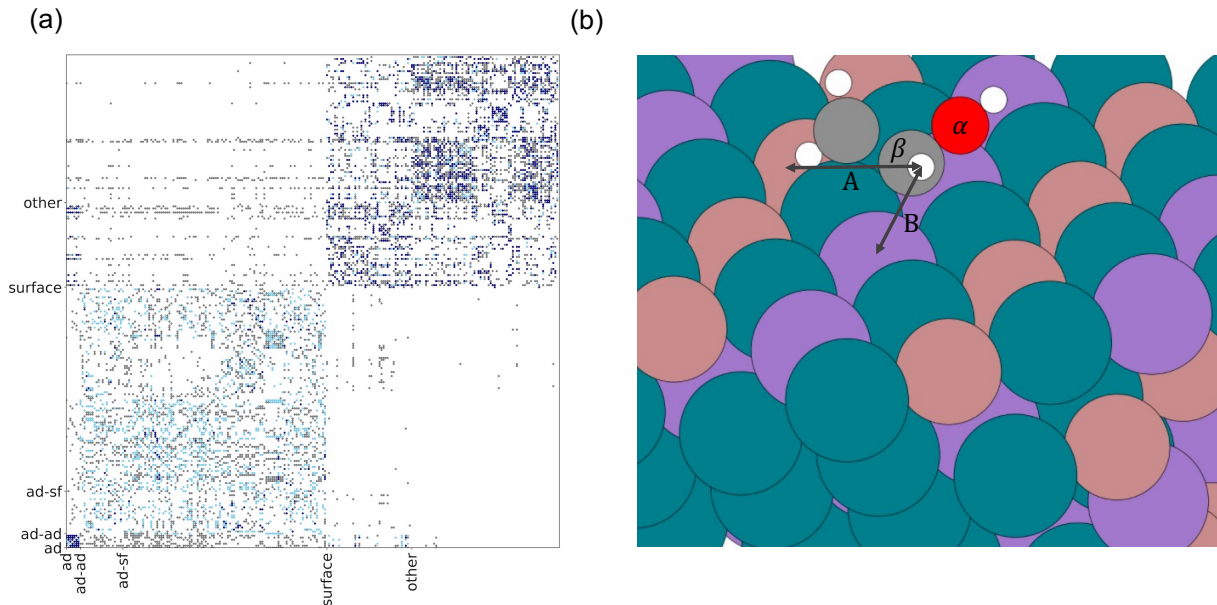 (a)
(b)
other
surface
ad-sf
ad-ad
ad
ad
ad-ad
ad-sf
surface
other
α
β
A
B